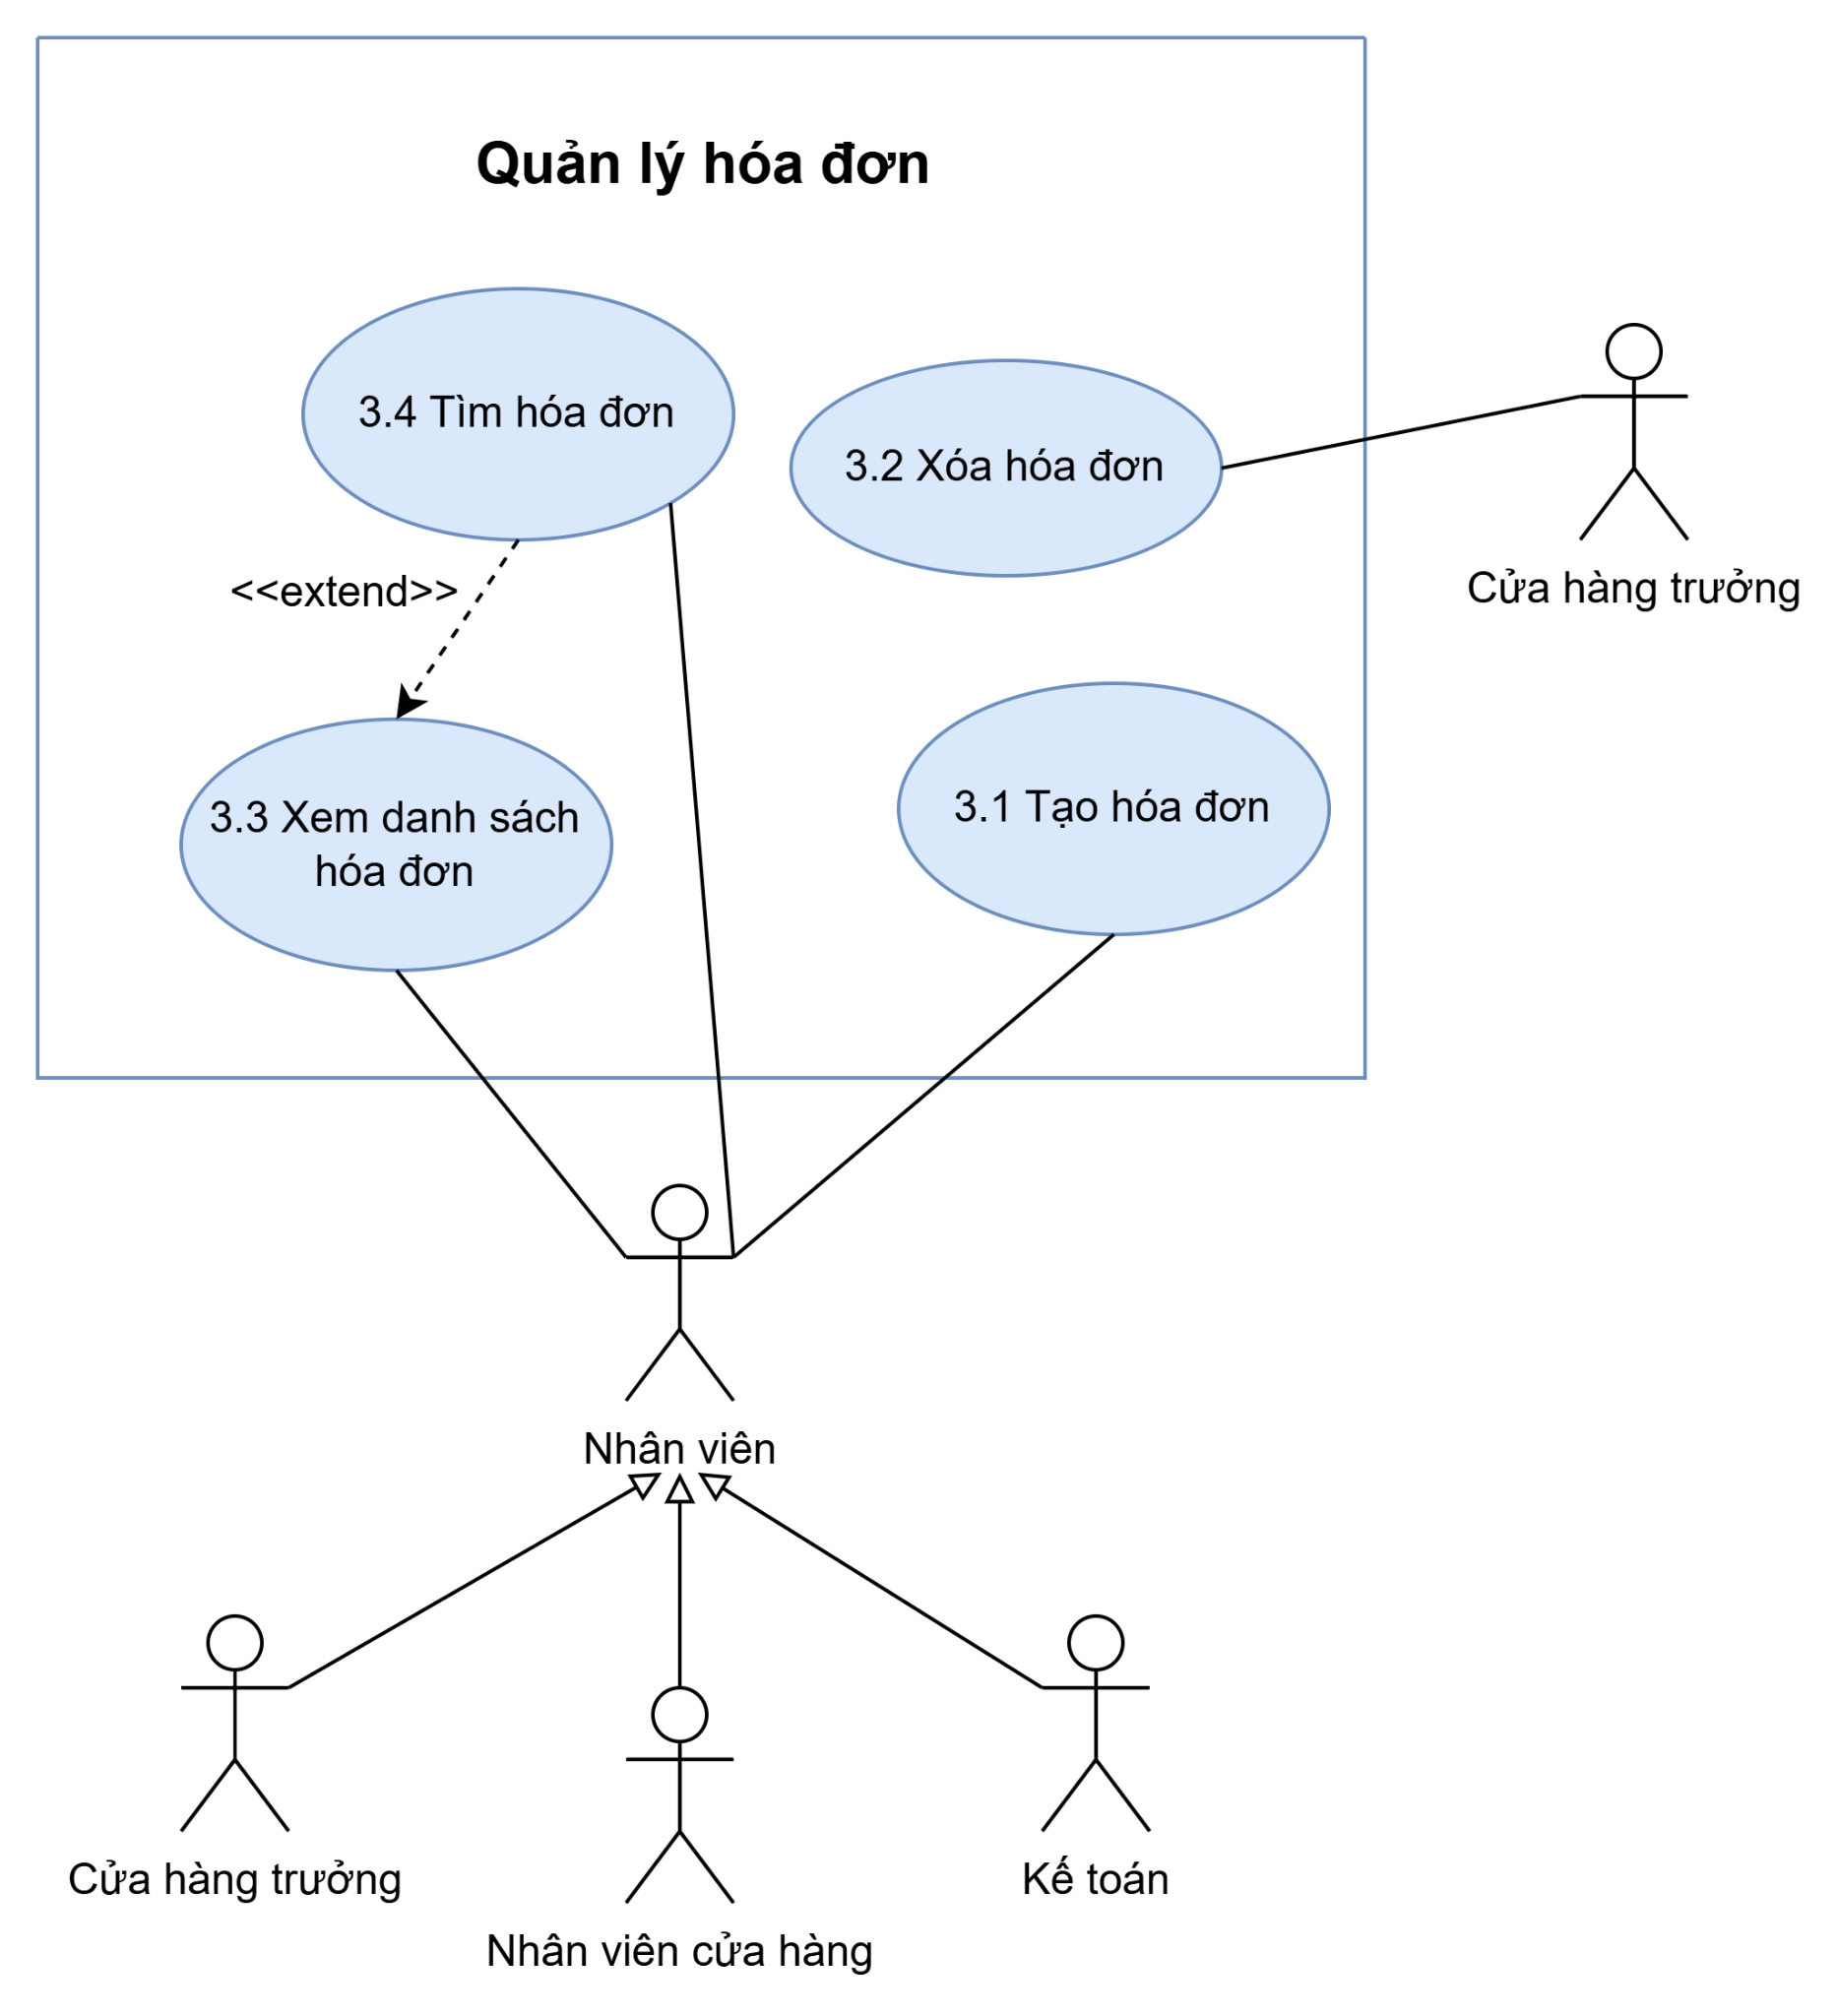 Quản lý hóa đơn
3.4 Tìm hóa đơn
3.2 Xóa hóa đơn
<<extend>>
Cửa hàng trưởng
3.3 Xem danh sách
hóa đơn
3.1 Tạo hóa đơn
Nhân viên
Cửa hàng trưởng
Nhân viên cửa hàng
Kế toán